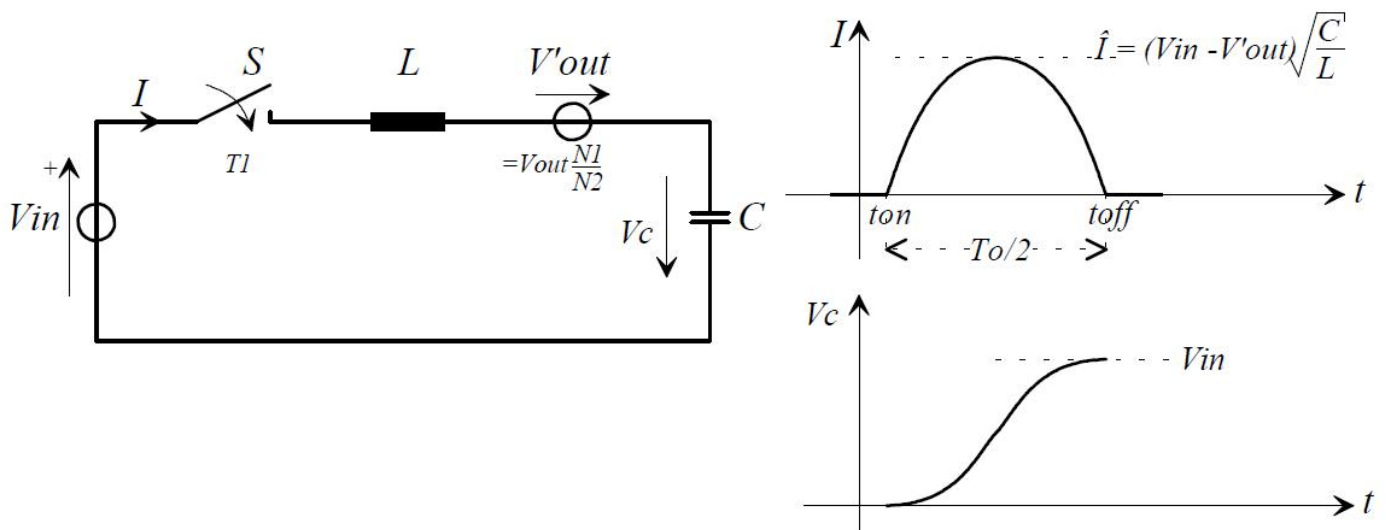 S
L
V'out
I
T1
=Vout N1/N2
+
Vin
Vc
C
I
Î = (Vin -V'out)√C/L
ton
toff
t
To/2
Vc
Vin
t